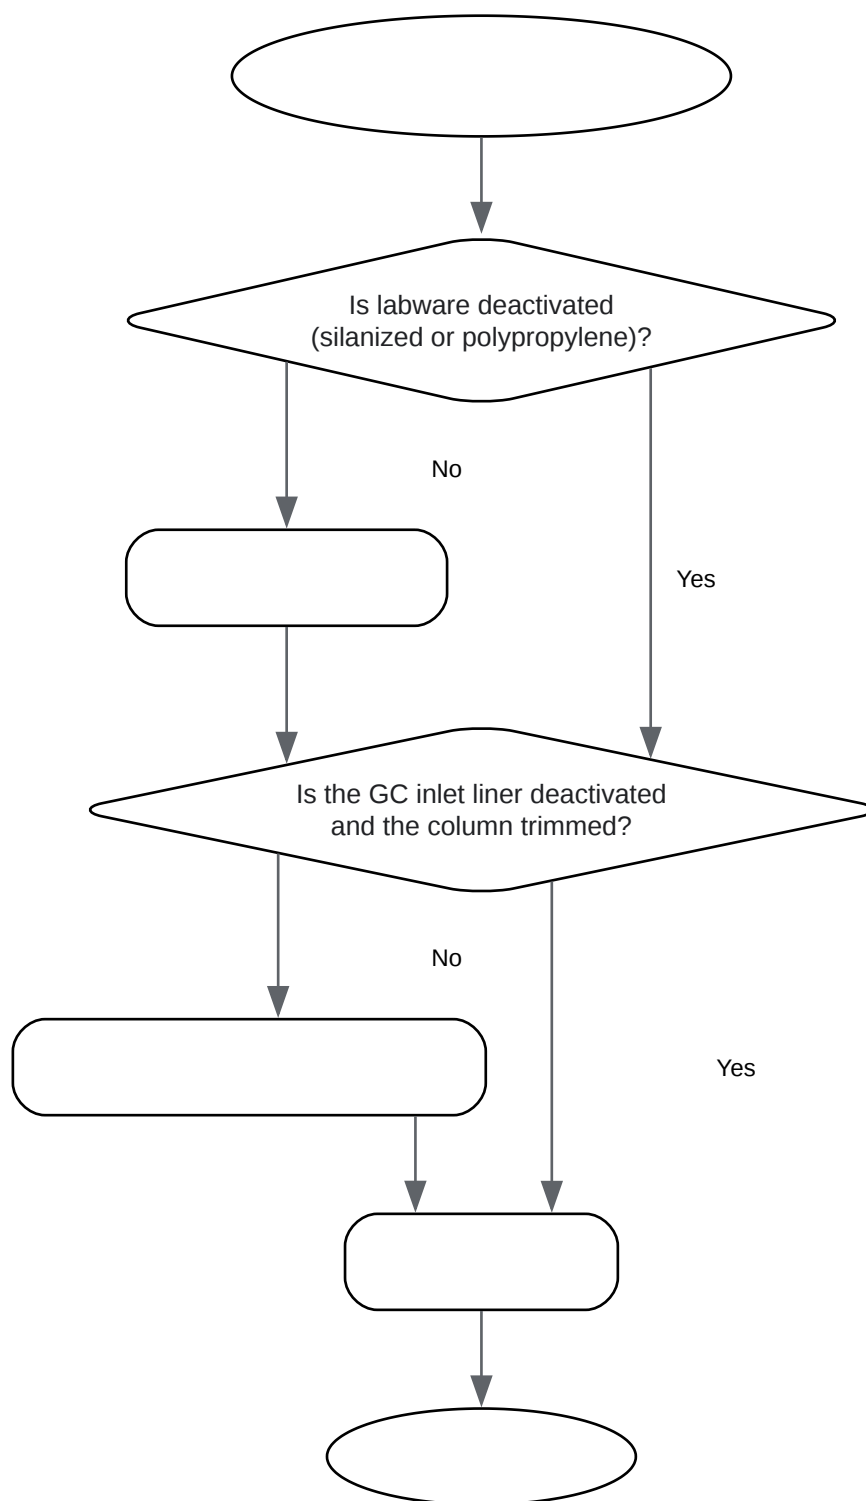 Is labware deactivated
(silanized or polypropylene)?
No
Yes
Is the GC inlet liner deactivated
and the column trimmed?
No
Yes